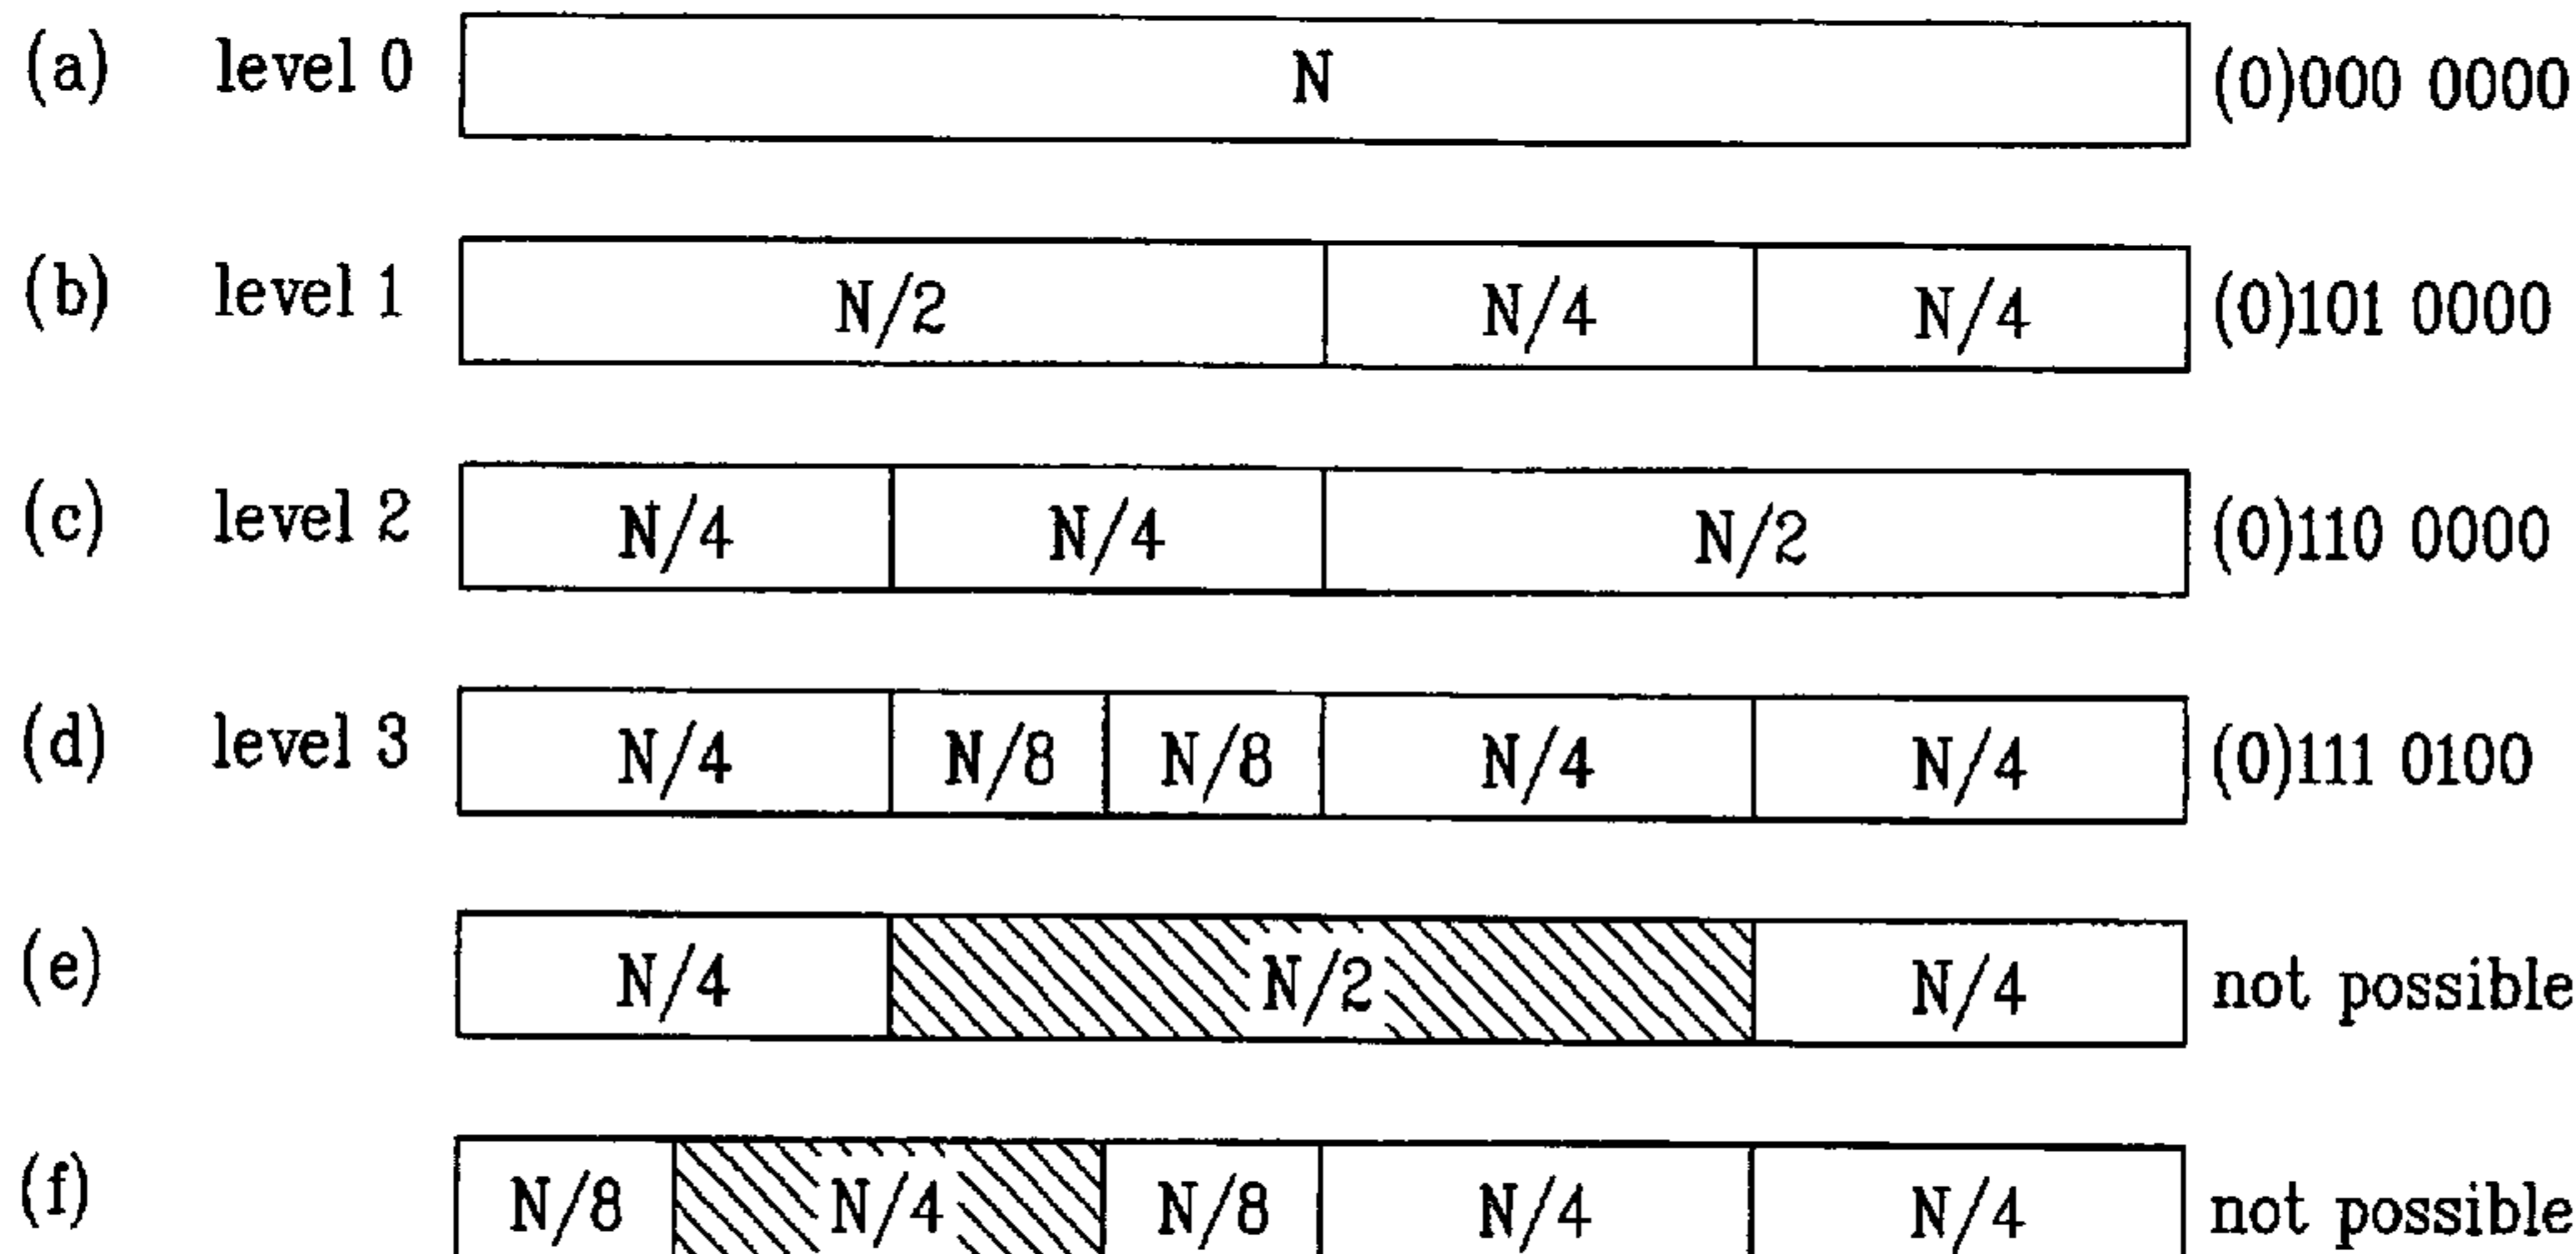 (a) level 0 N (0)000 0000
(b) level 1 N/2 N/4 N/4 (0)101 0000
(c) level 2 N/4 N/4 N/2 (0)110 0000
(d) level 3 N/4 N/8 N/8 N/4 N/4 (0)111 0100
(e) N/4 N/2 N/4 not possible
(f) N/8 N/4 N/8 N/4 N/4 not possible